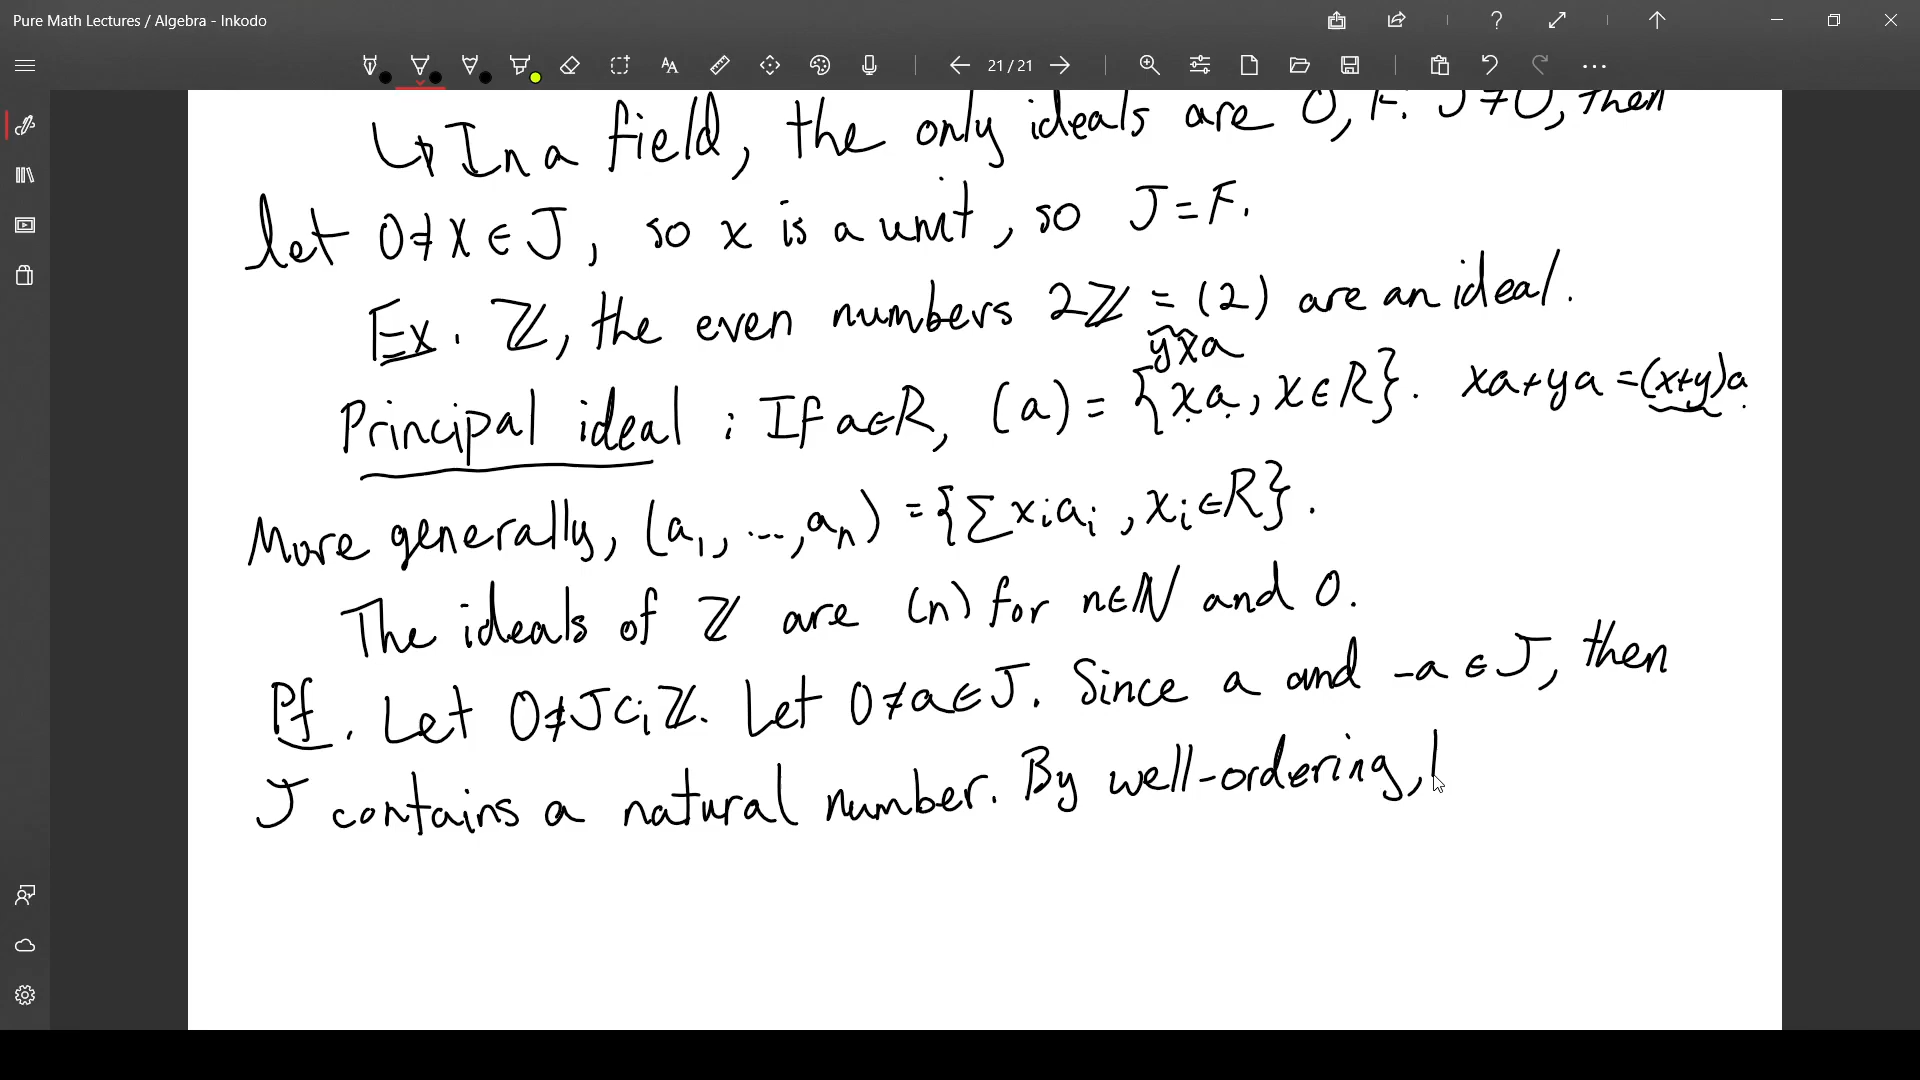 Pure Math Lectures / Algebra - Inkodo
21 / 21
↳ In a field, the only ideals are 0, F. J ≠ 0, then
let 0 ≠ x ∈ J, so x is a unit, so J = F.
Ex. ℤ, the even numbers 2ℤ = (2) are an ideal.
yxa
Principal ideal : If a ∈ R, (a) = {xa, x ∈ R}. xa + ya = (x+y)a.
More generally, (a₁, ..., aₙ) = {∑ xᵢaᵢ, xᵢ ∈ R}.
The ideals of ℤ are (n) for n ∈ ℕ and 0.
Pf. Let 0 ≠ J ⊂ᵢ ℤ. Let 0 ≠ a ∈ J. Since a and -a ∈ J, then
J contains a natural number. By well-ordering,